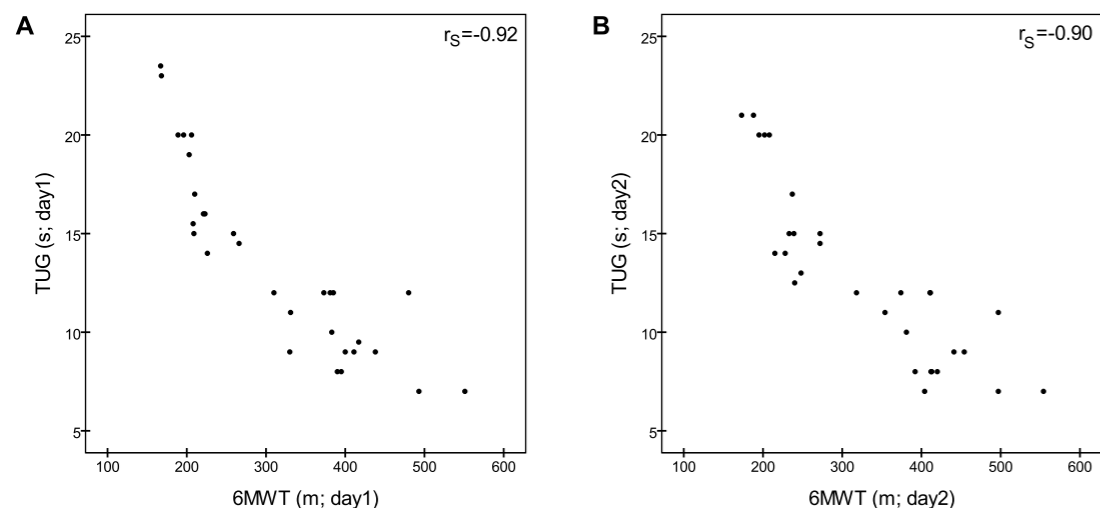 A
r_S=-0.92
25
20
15
10
5
TUG (s; day1)
100 200 300 400 500 600
6MWT (m; day1)
B
r_S=-0.90
25
20
15
10
5
TUG (s; day2)
100 200 300 400 500 600
6MWT (m; day2)